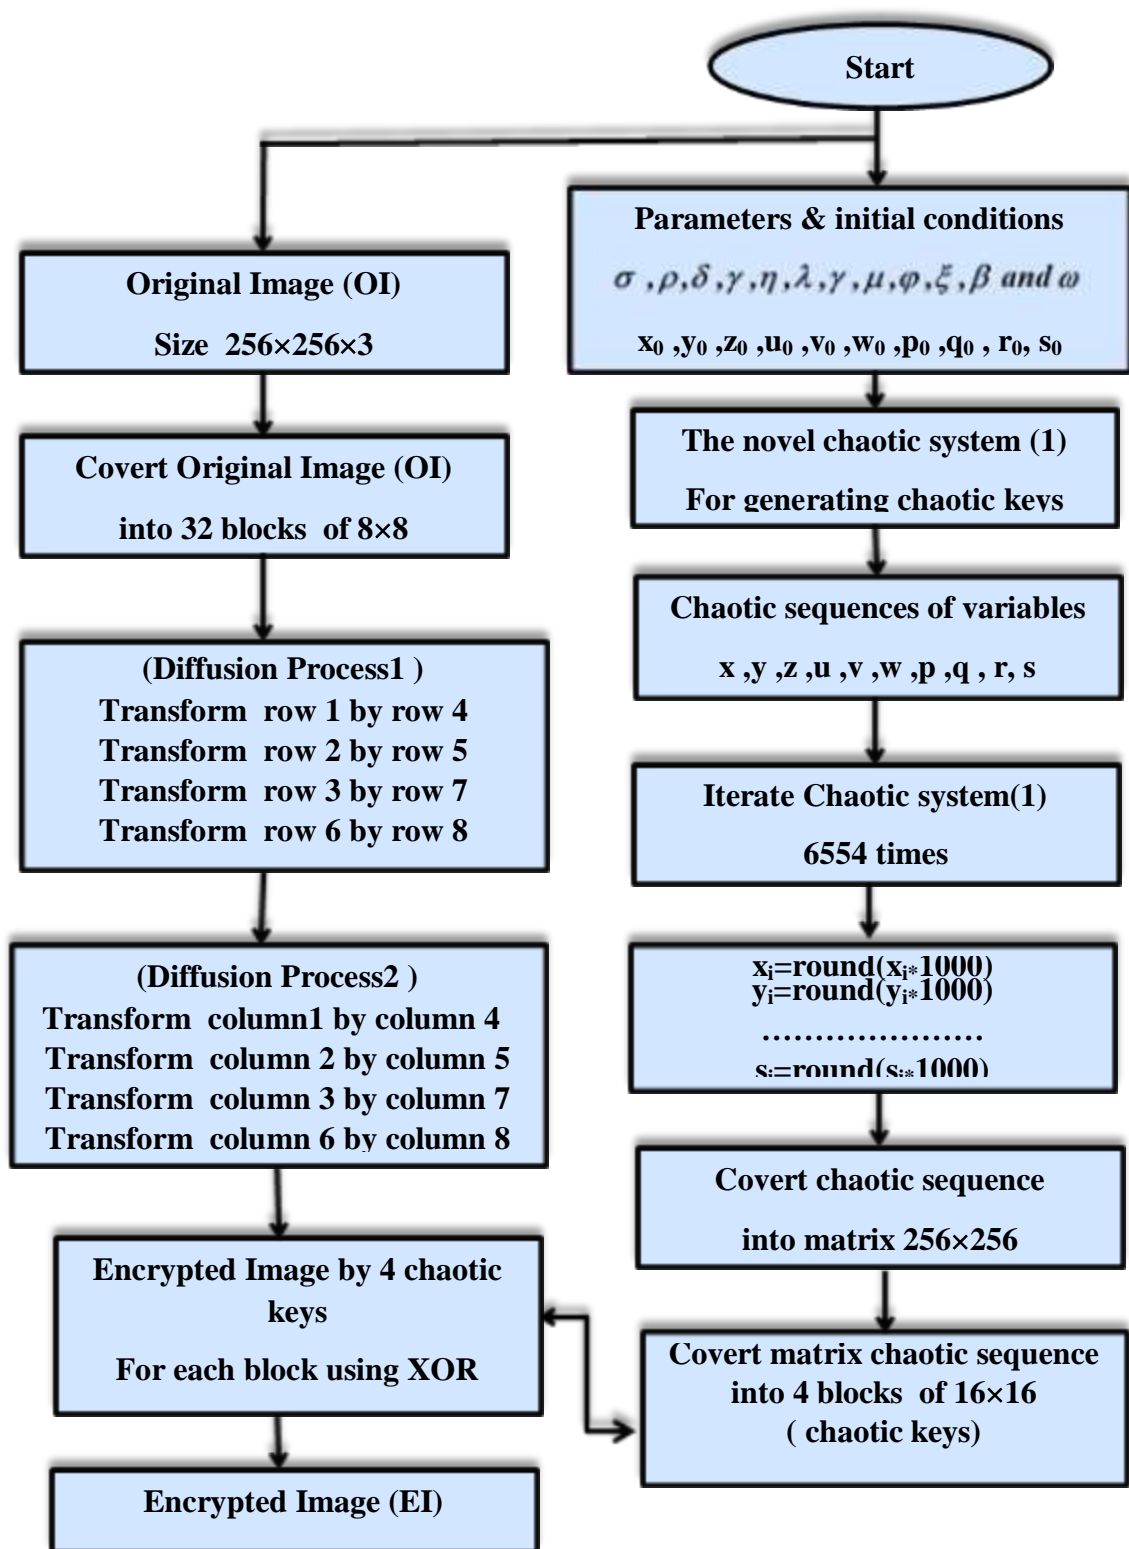 Start
Original Image (OI)
Size 256×256×3
Covert Original Image (OI)
into 32 blocks of 8×8
(Diffusion Process1 )
Transform row 1 by row 4
Transform row 2 by row 5
Transform row 3 by row 7
Transform row 6 by row 8
(Diffusion Process2 )
Transform column1 by column 4
Transform column 2 by column 5
Transform column 3 by column 7
Transform column 6 by column 8
Encrypted Image by 4 chaotic
keys
For each block using XOR
Encrypted Image (EI)
Parameters & initial conditions
σ ,ρ,δ,γ,η,λ,γ,μ,φ,ξ,β and ω
x₀ ,y₀ ,z₀ ,u₀ ,v₀ ,w₀ ,p₀ ,q₀ , r₀, s₀
The novel chaotic system (1)
For generating chaotic keys
Chaotic sequences of variables
x ,y ,z ,u ,v ,w ,p ,q , r, s
Iterate Chaotic system(1)
6554 times
xᵢ=round(xᵢ*1000)
yᵢ=round(yᵢ*1000)
.....................
sᵢ=round(sᵢ*1000)
Covert chaotic sequence
into matrix 256×256
Covert matrix chaotic sequence
into 4 blocks of 16×16
( chaotic keys)